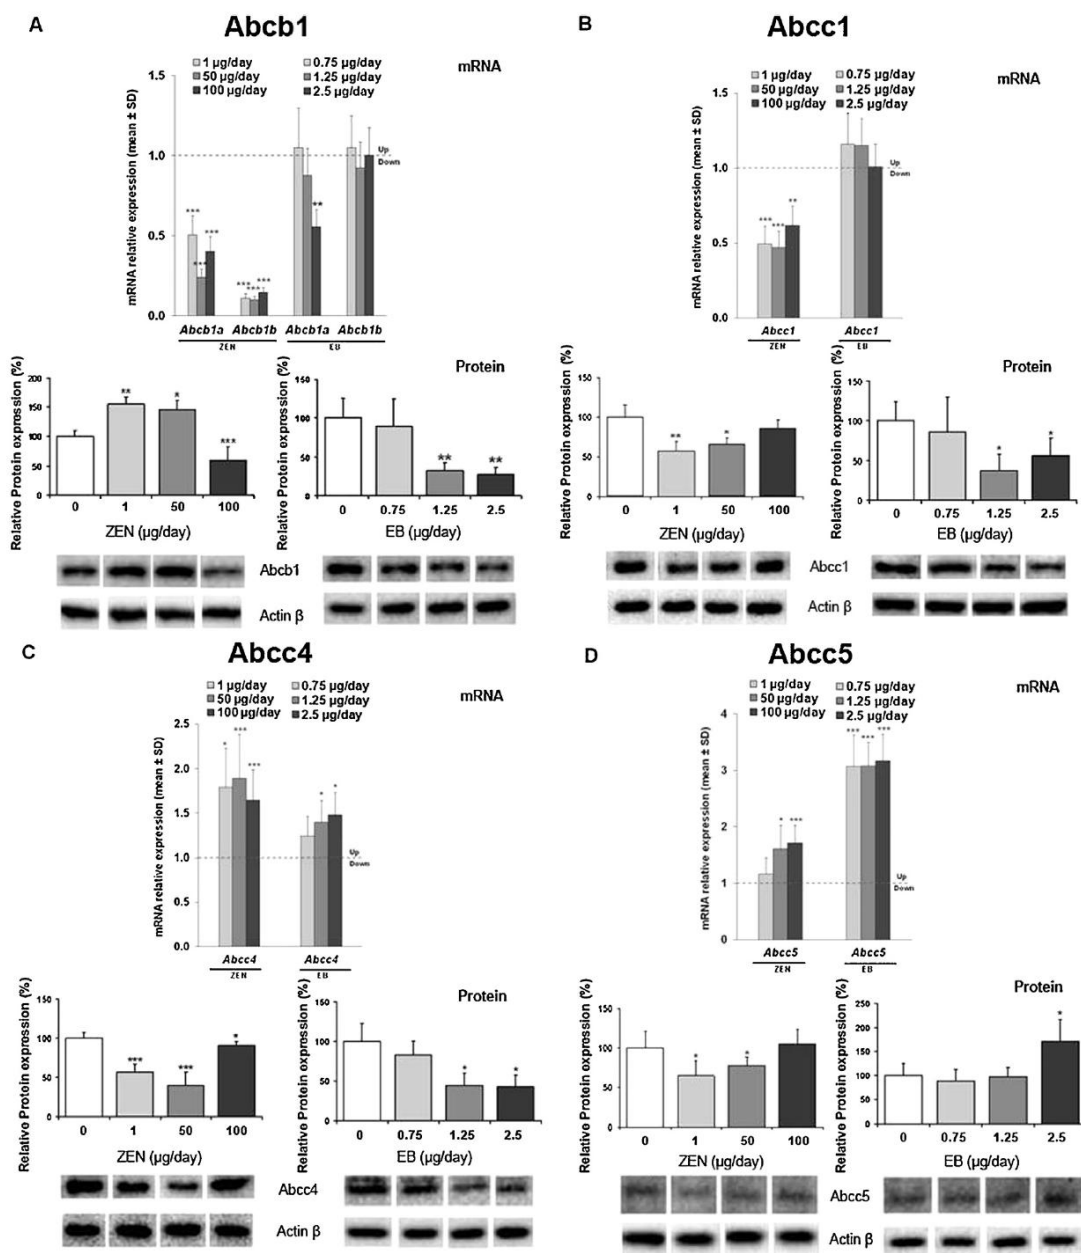 A
Abcb1
1 µg/day 0.75 µg/day
50 µg/day 1.25 µg/day
100 µg/day 2.5 µg/day
mRNA
mRNA relative expression (mean ± SD)
1.5
1.0
0.5
0.0
Up
Down
*** *** ***
*** *** ***
**
Abcb1a Abcb1b Abcb1a Abcb1b
ZEN EB
Protein
Relative Protein expression (%)
200
150
100
50
0
** * ***
0 1 50 100
ZEN (µg/day)
Relative Protein expression (%)
150
100
50
0
** **
0 0.75 1.25 2.5
EB (µg/day)
Abcb1
Actin β
B
Abcc1
1 µg/day 0.75 µg/day
50 µg/day 1.25 µg/day
100 µg/day 2.5 µg/day
mRNA
mRNA relative expression (mean ± SD)
1.5
1.0
0.5
0.0
Up
Down
*** *** **
Abcc1 Abcc1
ZEN EB
Protein
Relative Protein expression (%)
150
100
50
0
** *
0 1 50 100
ZEN (µg/day)
Relative Protein expression (%)
150
100
50
0
* *
0 0.75 1.25 2.5
EB (µg/day)
Abcc1
Actin β
C
Abcc4
1 µg/day 0.75 µg/day
50 µg/day 1.25 µg/day
100 µg/day 2.5 µg/day
mRNA
mRNA relative expression (mean ± SD)
2.5
2.0
1.5
1.0
0.5
0.0
Up
Down
* *** ***
* *
Abcc4 Abcc4
ZEN EB
Protein
Relative Protein expression (%)
150
100
50
0
*** *** *
0 1 50 100
ZEN (µg/day)
Relative Protein expression (%)
150
100
50
0
* *
0 0.75 1.25 2.5
EB (µg/day)
Abcc4
Actin β
D
Abcc5
1 µg/day 0.75 µg/day
50 µg/day 1.25 µg/day
100 µg/day 2.5 µg/day
mRNA
mRNA relative expression (mean ± SD)
4
3
2
1
0
Up
Down
* ***
*** *** ***
Abcc5 Abcc5
ZEN EB
Protein
Relative Protein expression (%)
150
100
50
0
* *
0 1 50 100
ZEN (µg/day)
Relative Protein expression (%)
250
200
150
100
50
0
*
0 0.75 1.25 2.5
EB (µg/day)
Abcc5
Actin β